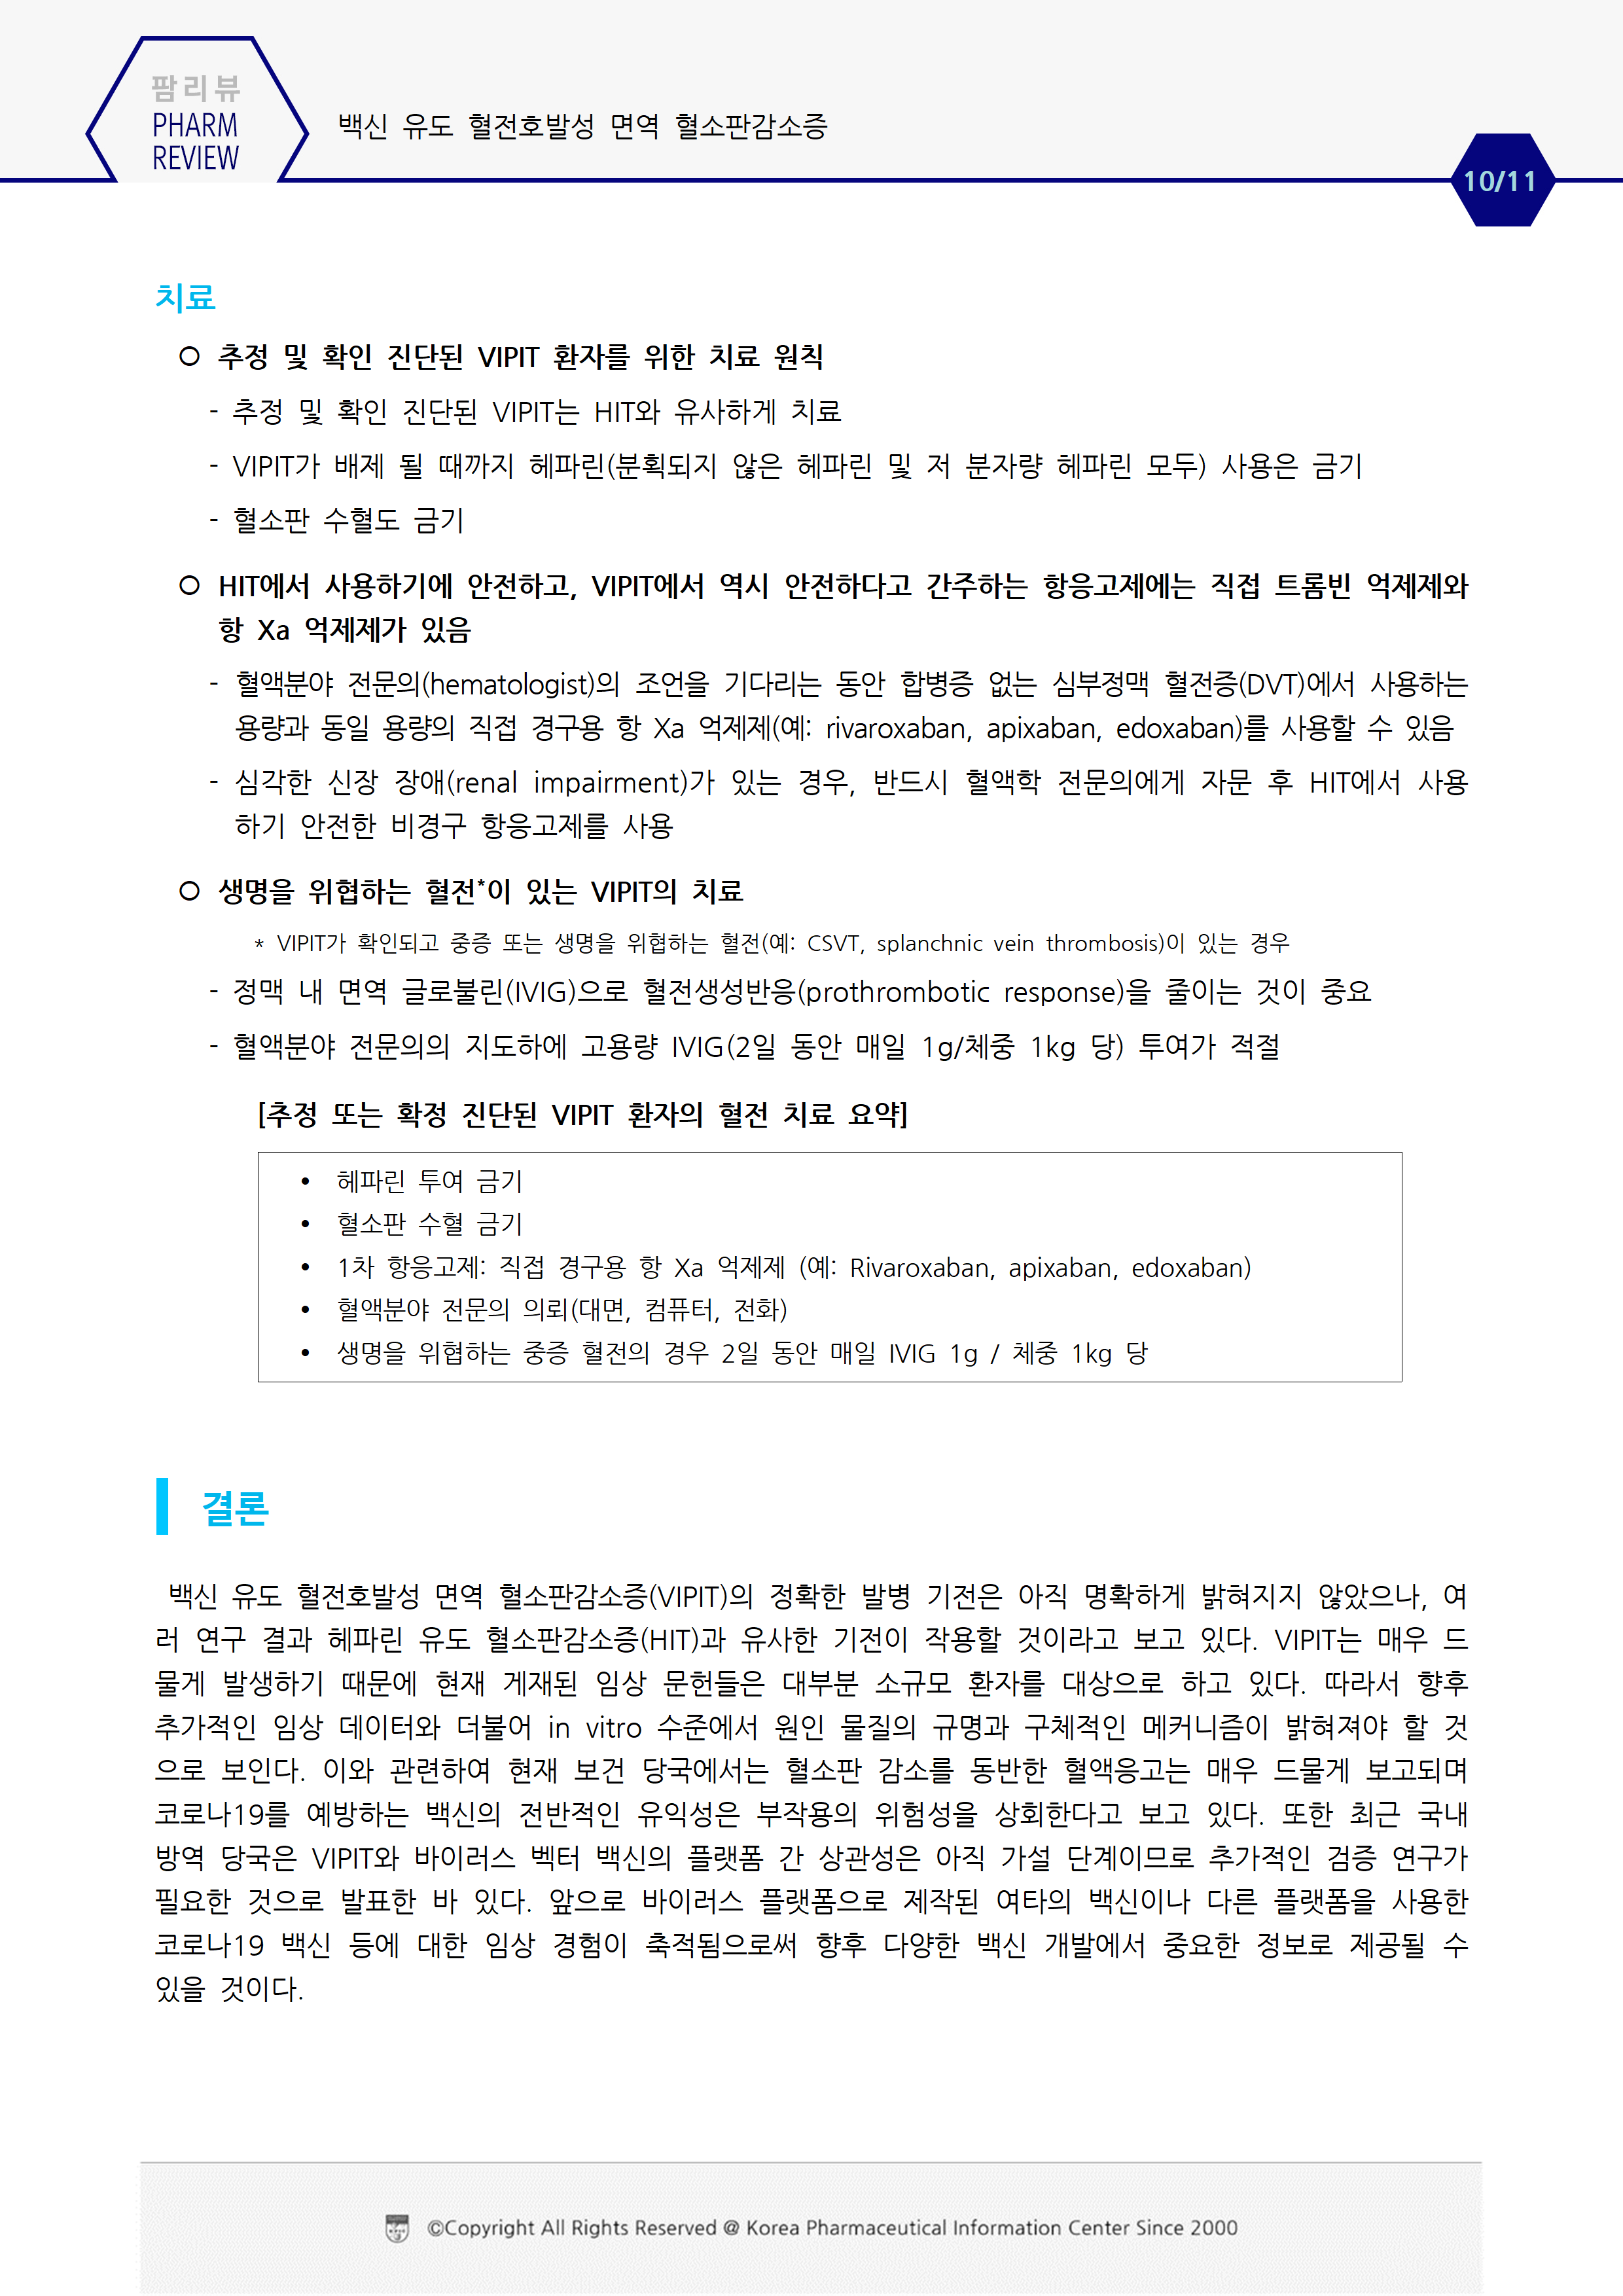 팜리뷰
PHARM
REVIEW
백신 유도 혈전호발성 면역 혈소판감소증
10/11
치료
○ 추정 및 확인 진단된 VIPIT 환자를 위한 치료 원칙
- 추정 및 확인 진단된 VIPIT는 HIT와 유사하게 치료
- VIPIT가 배제 될 때까지 헤파린(분획되지 않은 헤파린 및 저 분자량 헤파린 모두) 사용은 금기
- 혈소판 수혈도 금기
○ HIT에서 사용하기에 안전하고, VIPIT에서 역시 안전하다고 간주하는 항응고제에는 직접 트롬빈 억제제와
항 Xa 억제제가 있음
- 혈액분야 전문의(hematologist)의 조언을 기다리는 동안 합병증 없는 심부정맥 혈전증(DVT)에서 사용하는
용량과 동일 용량의 직접 경구용 항 Xa 억제제(예: rivaroxaban, apixaban, edoxaban)를 사용할 수 있음
- 심각한 신장 장애(renal impairment)가 있는 경우, 반드시 혈액학 전문의에게 자문 후 HIT에서 사용
하기 안전한 비경구 항응고제를 사용
○ 생명을 위협하는 혈전*이 있는 VIPIT의 치료
* VIPIT가 확인되고 중증 또는 생명을 위협하는 혈전(예: CSVT, splanchnic vein thrombosis)이 있는 경우
- 정맥 내 면역 글로불린(IVIG)으로 혈전생성반응(prothrombotic response)을 줄이는 것이 중요
- 혈액분야 전문의의 지도하에 고용량 IVIG(2일 동안 매일 1g/체중 1kg 당) 투여가 적절
[추정 또는 확정 진단된 VIPIT 환자의 혈전 치료 요약]
• 헤파린 투여 금기
• 혈소판 수혈 금기
• 1차 항응고제: 직접 경구용 항 Xa 억제제 (예: Rivaroxaban, apixaban, edoxaban)
• 혈액분야 전문의 의뢰(대면, 컴퓨터, 전화)
• 생명을 위협하는 중증 혈전의 경우 2일 동안 매일 IVIG 1g / 체중 1kg 당
결론
백신 유도 혈전호발성 면역 혈소판감소증(VIPIT)의 정확한 발병 기전은 아직 명확하게 밝혀지지 않았으나, 여
러 연구 결과 헤파린 유도 혈소판감소증(HIT)과 유사한 기전이 작용할 것이라고 보고 있다. VIPIT는 매우 드
물게 발생하기 때문에 현재 게재된 임상 문헌들은 대부분 소규모 환자를 대상으로 하고 있다. 따라서 향후
추가적인 임상 데이터와 더불어 in vitro 수준에서 원인 물질의 규명과 구체적인 메커니즘이 밝혀져야 할 것
으로 보인다. 이와 관련하여 현재 보건 당국에서는 혈소판 감소를 동반한 혈액응고는 매우 드물게 보고되며
코로나19를 예방하는 백신의 전반적인 유익성은 부작용의 위험성을 상회한다고 보고 있다. 또한 최근 국내
방역 당국은 VIPIT와 바이러스 벡터 백신의 플랫폼 간 상관성은 아직 가설 단계이므로 추가적인 검증 연구가
필요한 것으로 발표한 바 있다. 앞으로 바이러스 플랫폼으로 제작된 여타의 백신이나 다른 플랫폼을 사용한
코로나19 백신 등에 대한 임상 경험이 축적됨으로써 향후 다양한 백신 개발에서 중요한 정보로 제공될 수
있을 것이다.
©Copyright All Rights Reserved @ Korea Pharmaceutical Information Center Since 2000